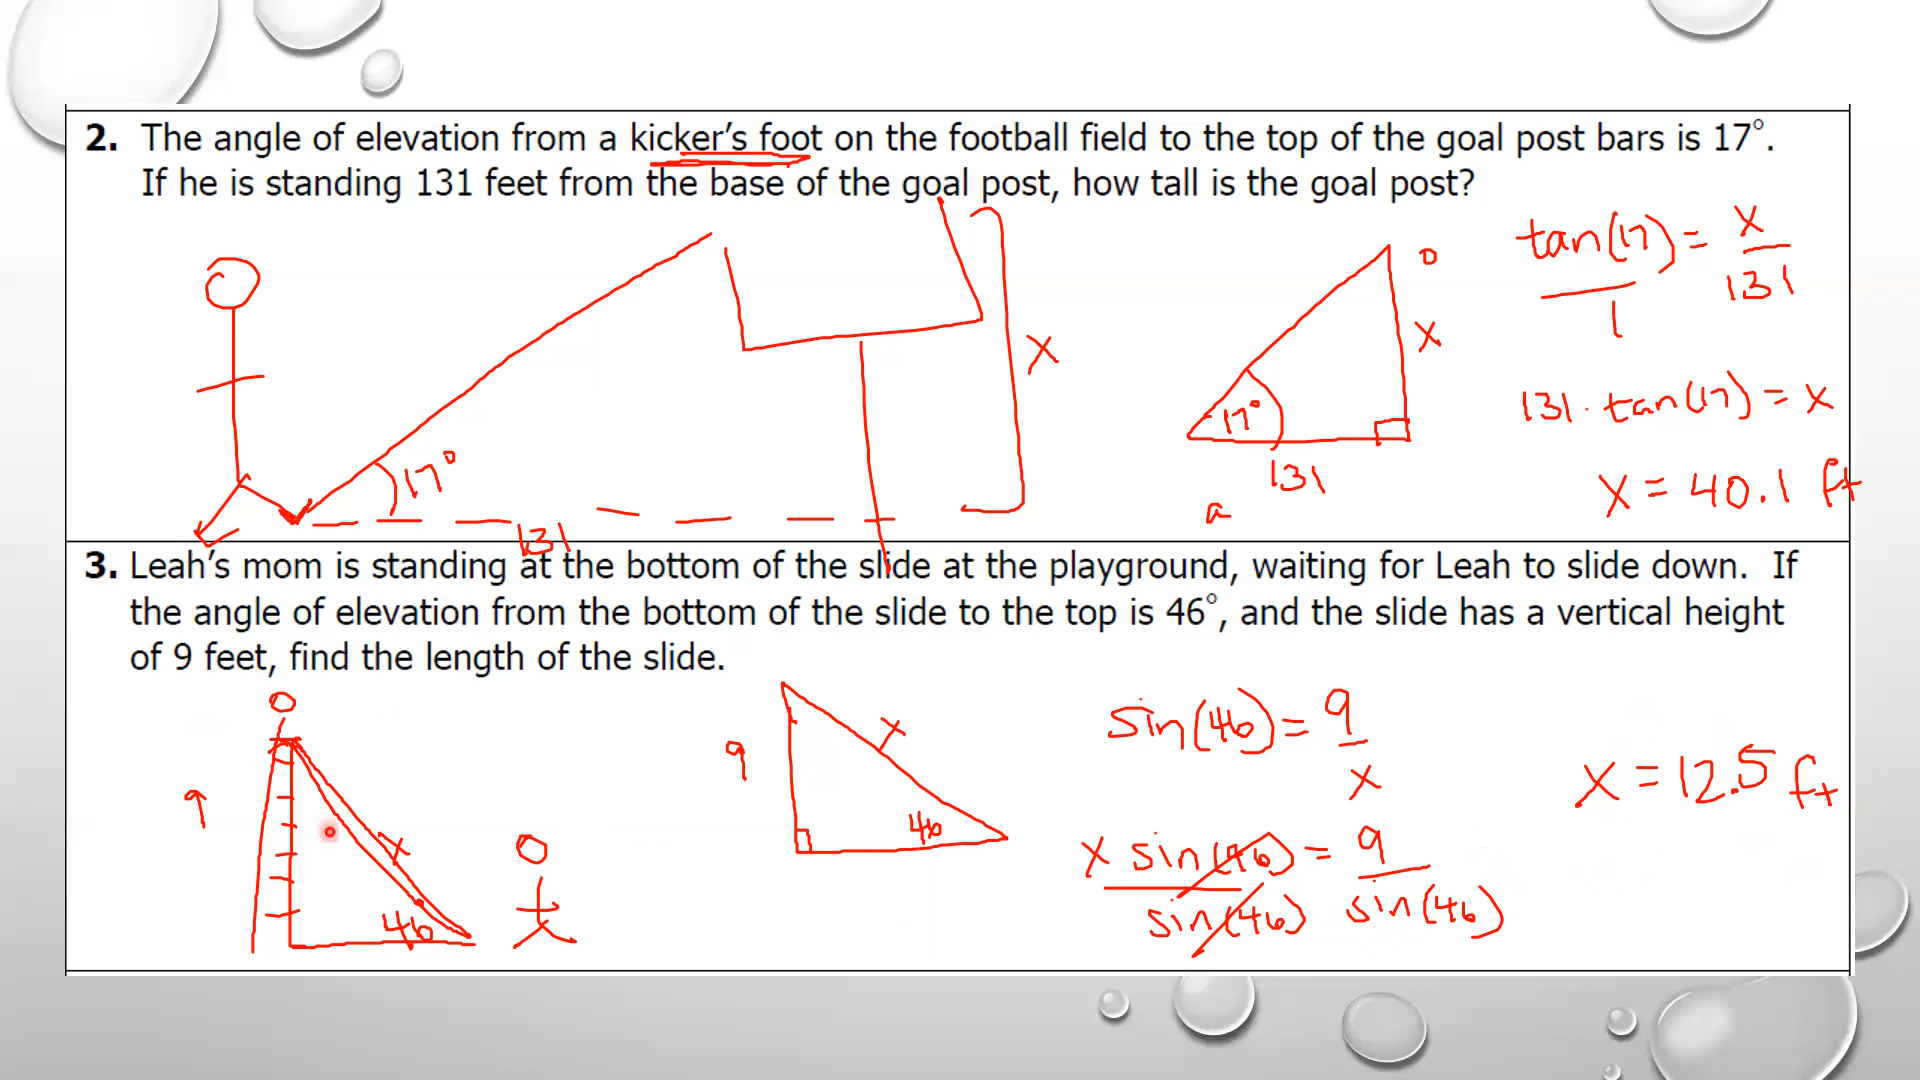 2. The angle of elevation from a kicker's foot on the football field to the top of the goal post bars is 17°.
If he is standing 131 feet from the base of the goal post, how tall is the goal post?
17°
131
x
17°
131
a
o
x
tan(17) = x
1 131
131 · tan(17) = x
x = 40.1 ft
3. Leah's mom is standing at the bottom of the slide at the playground, waiting for Leah to slide down. If
the angle of elevation from the bottom of the slide to the top is 46°, and the slide has a vertical height
of 9 feet, find the length of the slide.
x
46
9
x
46
sin(46) = 9
x
x sin(46) = 9
sin(46) sin(46)
x = 12.5 ft